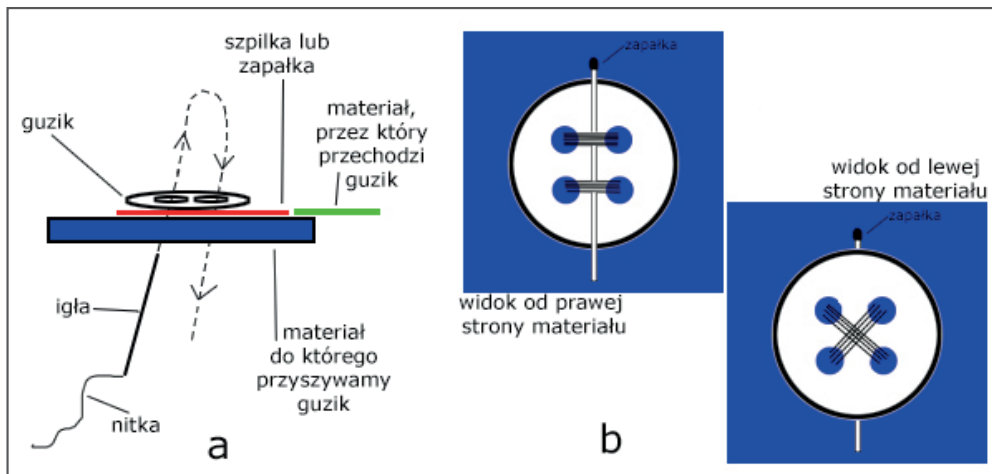 szpilka lub
zapałka
guzik
materiał,
przez który
przechodzi
guzik
igła
materiał
do którego
przyszywamy
guzik
nitka
a
zapałka
widok od prawej
strony materiału
b
widok od lewej
strony materiału
zapałka